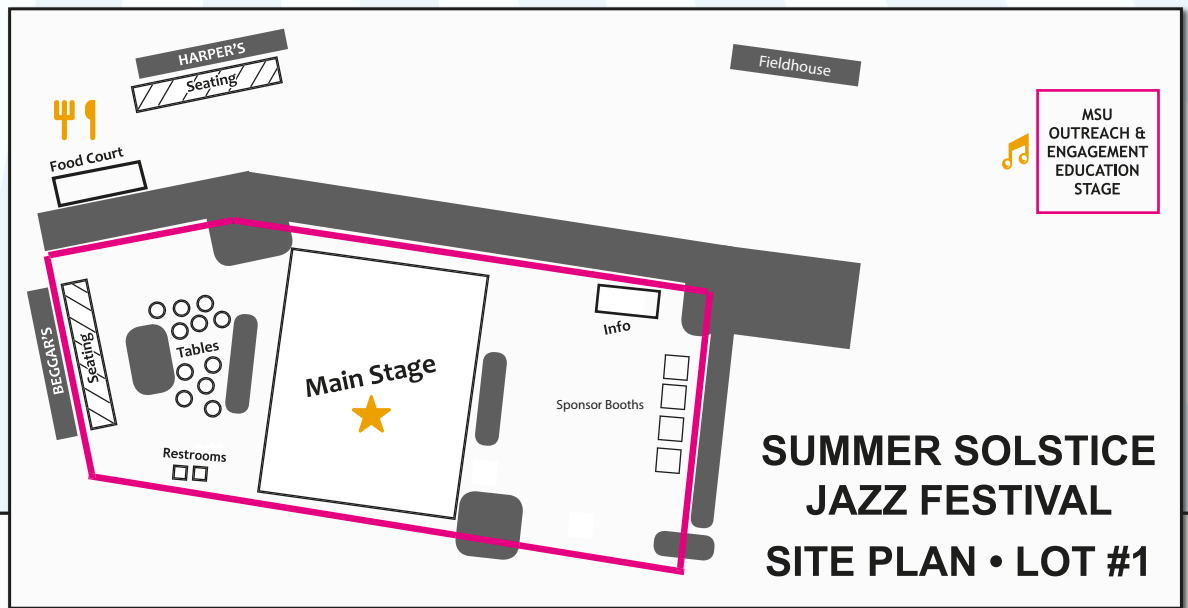 HARPER'S
Seating
Fieldhouse
MSU
OUTREACH &
ENGAGEMENT
EDUCATION
STAGE
Food Court
BEGGAR'S
Seating
Tables
Restrooms
Main Stage
Info
Sponsor Booths
SUMMER SOLSTICE
JAZZ FESTIVAL
SITE PLAN • LOT #1